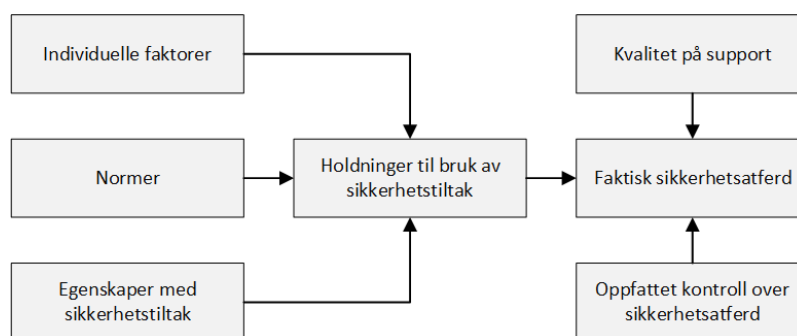 Individuelle faktorer
Kvalitet på support
Normer
Holdninger til bruk av
sikkerhetstiltak
Faktisk sikkerhetsatferd
Egenskaper med
sikkerhetstiltak
Oppfattet kontroll over
sikkerhetsatferd